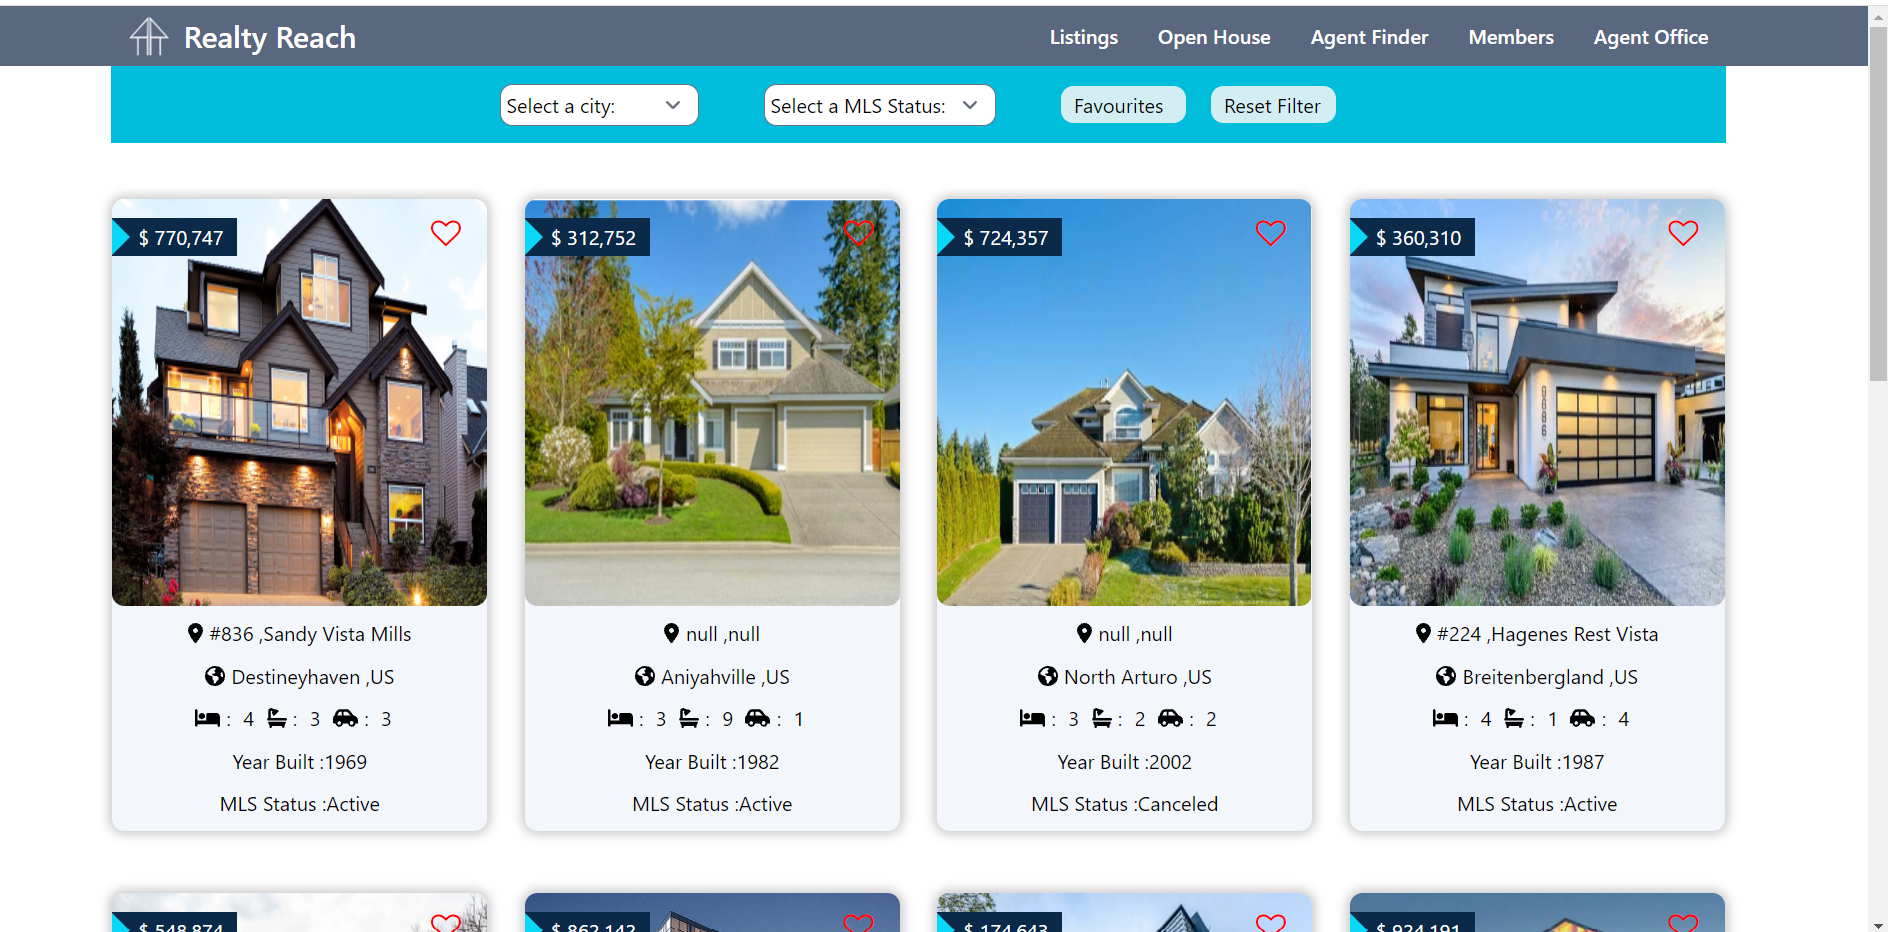 Realty Reach
Listings
Open House
Agent Finder
Members
Agent Office
Select a city:
Select a MLS Status:
Favourites
Reset Filter
$ 770,747
$ 312,752
$ 724,357
$ 360,310
#836 ,Sandy Vista Mills
Destineyhaven ,US
: 4 : 3 : 3
Year Built :1969
MLS Status :Active
null ,null
Aniyahville ,US
: 3 : 9 : 1
Year Built :1982
MLS Status :Active
null ,null
North Arturo ,US
: 3 : 2 : 2
Year Built :2002
MLS Status :Canceled
#224 ,Hagenes Rest Vista
Breitenbergland ,US
: 4 : 1 : 4
Year Built :1987
MLS Status :Active
$ 548,874
$ 862,142
$ 174,643
$ 924,191